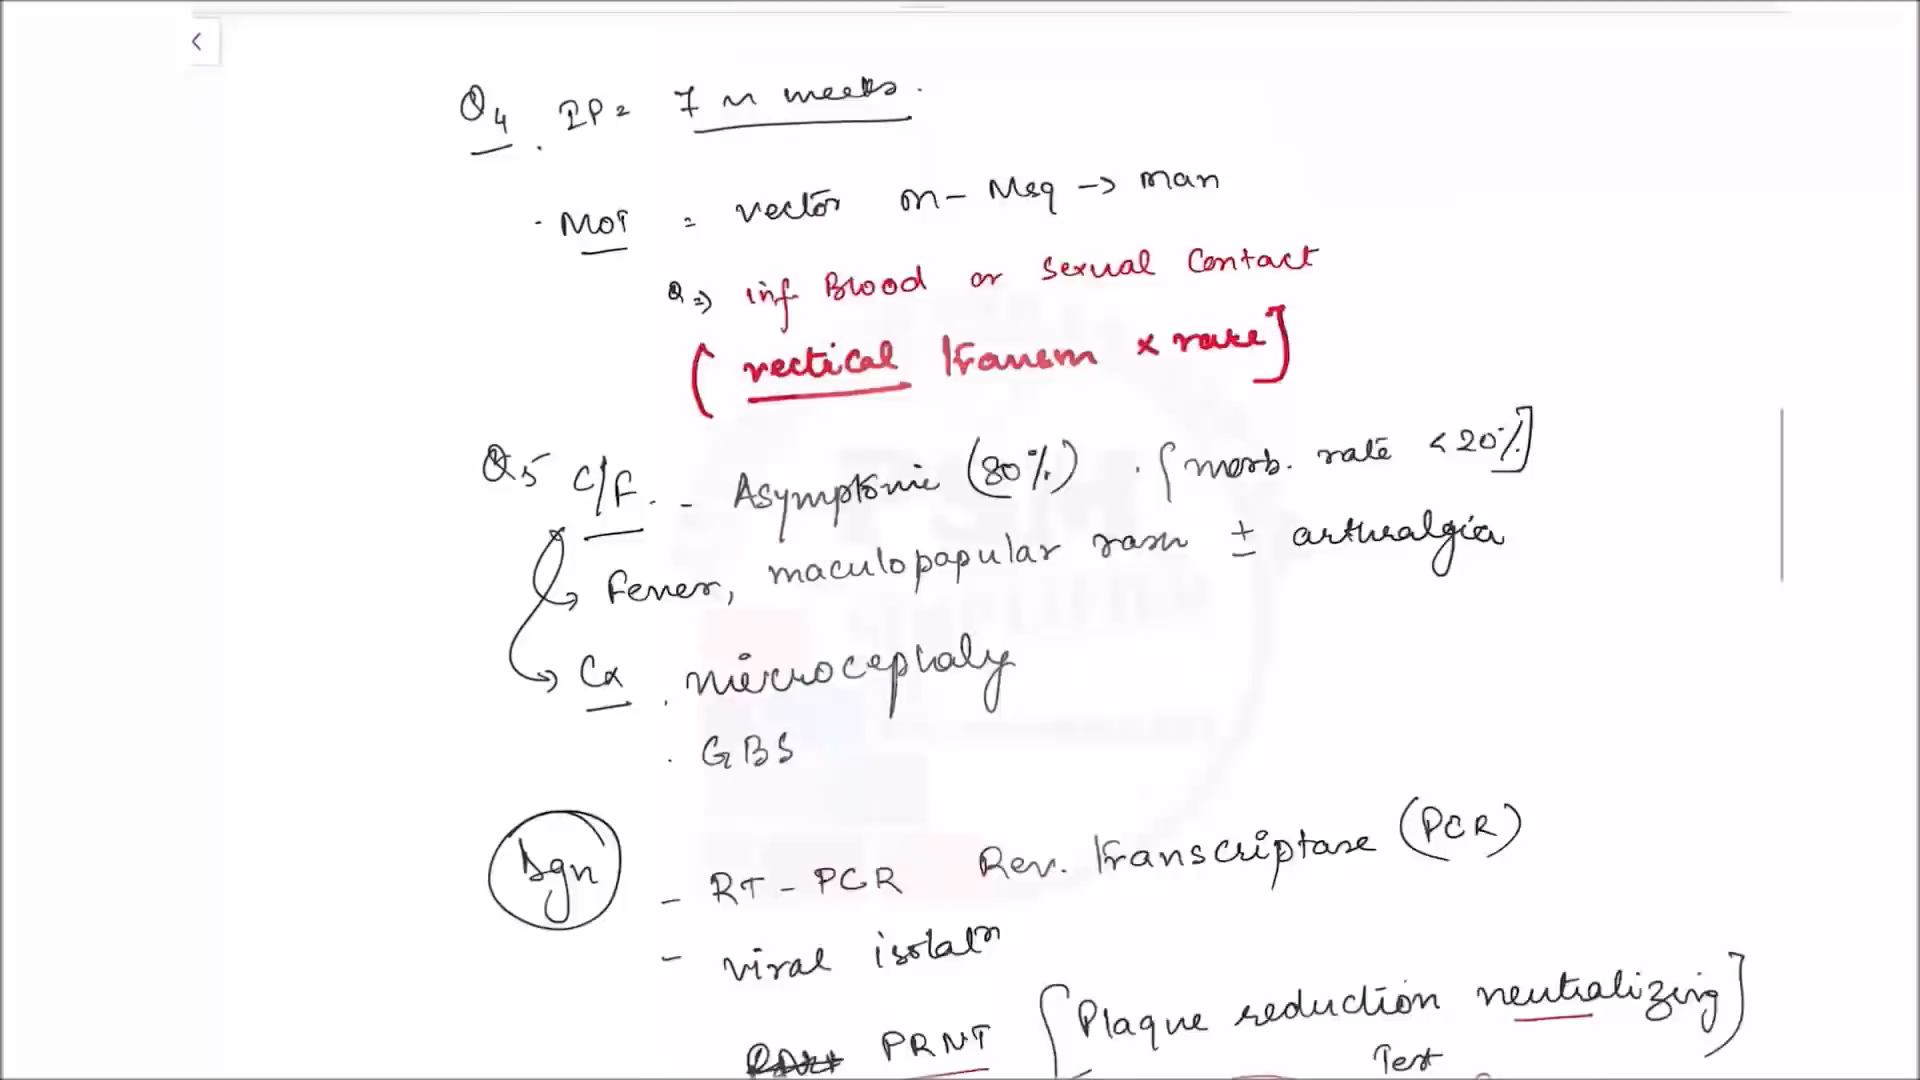 Q4. IP = 7 n weeks.
· MOT = vector m - Msq -> man
Q => inf Blood or sexual contact
(vertical transm x rare]
Q5 C/F. - Asymptomic (80%). [morb. rate <20%]
Fever, maculopapular rash ± arthralgia
Cx . microcephaly
. GBS
Dgn - RT-PCR Rev. transcriptase (PCR)
- viral isolatn
PRNT [Plaque reduction neutralizing]
Test